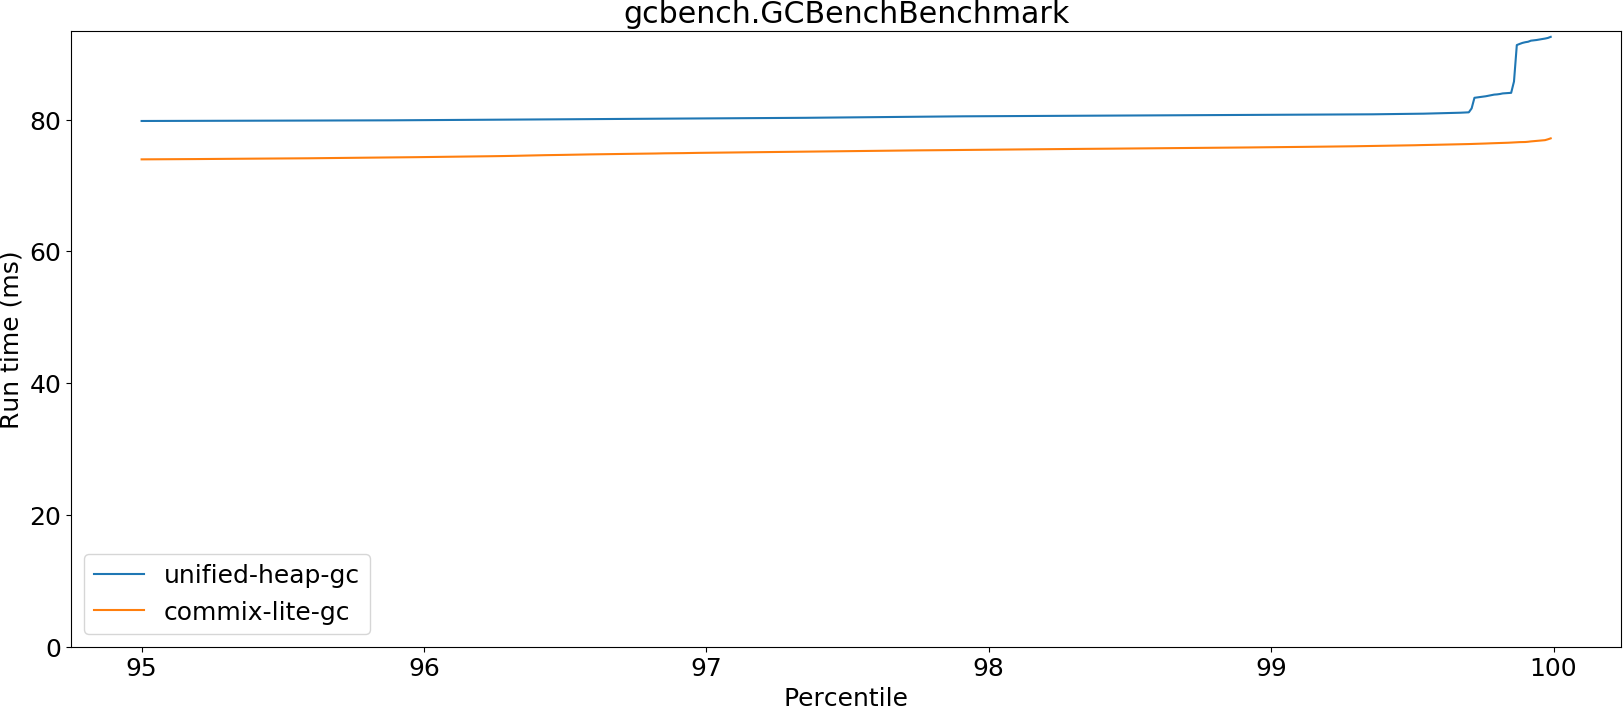 gcbench.GCBenchBenchmark
Run time (ms)
80
60
40
20
0
unified-heap-gc
commix-lite-gc
95 96 97 98 99 100
Percentile